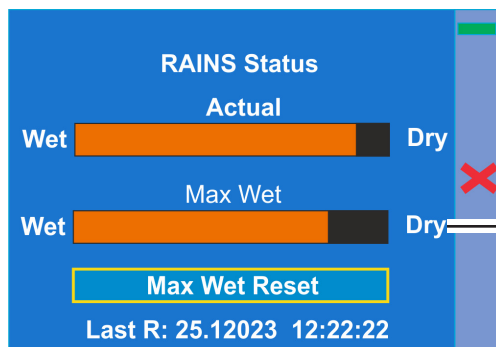 RAINS Status
Actual
Wet Dry
Max Wet
Wet Dry
Max Wet Reset
Last R: 25.12023 12:22:22